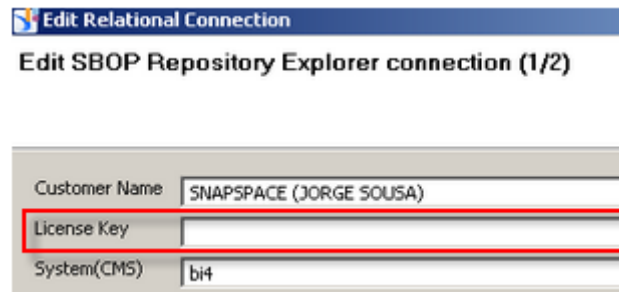 Edit Relational Connection
Edit SBOP Repository Explorer connection (1/2)
Customer Name SNAPSPACE (JORGE SOUSA)
License Key
System(CMS) bi4